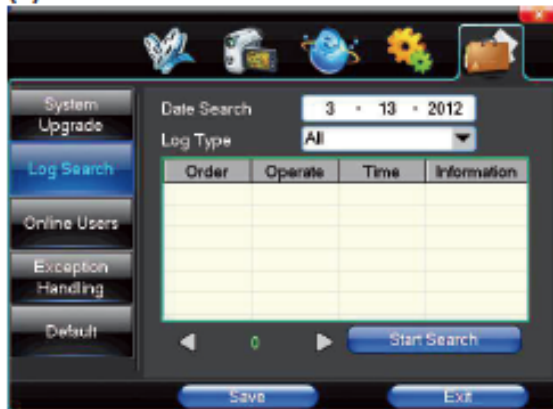 System
Upgrade
Log Search
Online Users
Exception
Handling
Default
Date Search 3 - 13 - 2012
Log Type All
Order Operate Time Information
0
Start Search
Save Exit